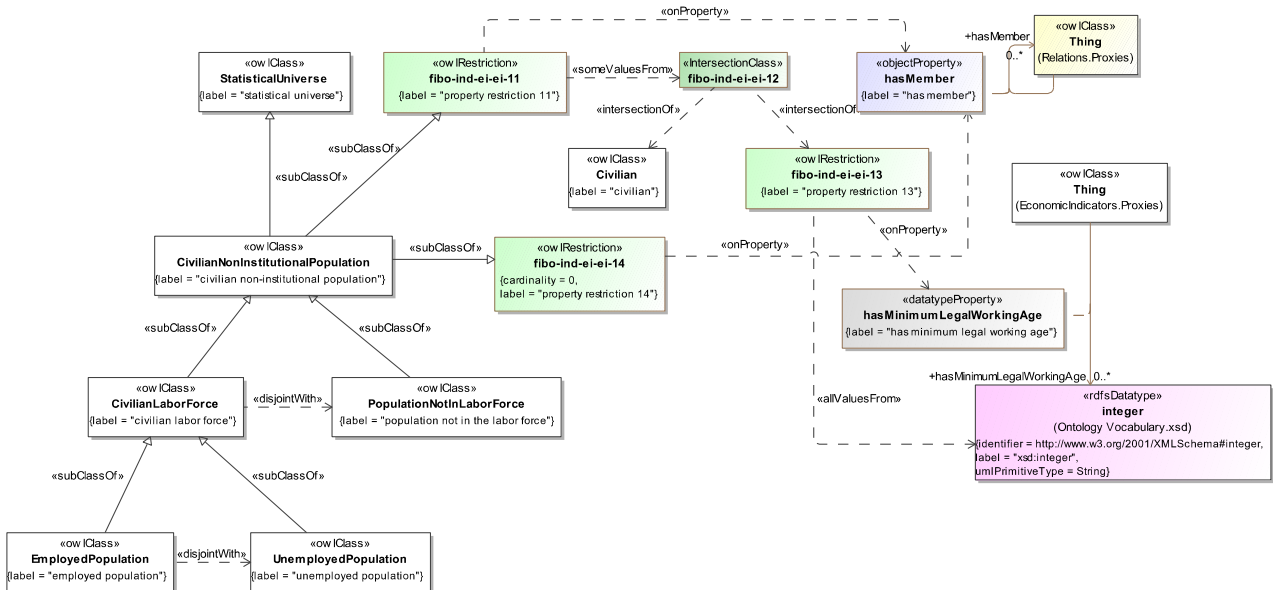 «onProperty»
«owlClass»
Thing
(Relations.Proxies)
+hasMember
0..*
«owlClass»
StatisticalUniverse
{label = "statistical universe"}
«owlRestriction»
fibo-ind-ei-ei-11
{label = "property restriction 11"}
«someValuesFrom»
«IntersectionClass»
fibo-ind-ei-ei-12
«objectProperty»
hasMember
{label = "has member"}
«intersectionOf»
«intersectionOf
«subClassOf»
«subClassOf»
«owlClass»
Civilian
{label = "civilian"}
«owlRestriction»
fibo-ind-ei-ei-13
{label = "property restriction 13"}
«owlClass»
Thing
(EconomicIndicators.Proxies)
«onProperty»
«owlClass»
CivilianNonInstitutionalPopulation
{label = "civilian non-institutional population"}
«subClassOf»
«owlRestriction»
fibo-ind-ei-ei-14
{cardinality = 0,
label = "property restriction 14"}
«onProperty»
«datatypeProperty»
hasMinimumLegalWorkingAge
{label = "has minimum legal working age"}
«subClassOf»
«subClassOf»
+hasMinimumLegalWorkingAge
0..*
«owlClass»
CivilianLaborForce
{label = "civilian labor force"}
«disjointWith»
«owlClass»
PopulationNotInLaborForce
{label = "population not in the labor force"}
«allValuesFrom»
«rdfsDatatype»
integer
(Ontology Vocabulary.xsd)
{identifier = http://www.w3.org/2001/XMLSchema#integer,
label = "xsd:integer",
umlPrimitiveType = String}
«subClassOf»
«subClassOf»
«owlClass»
EmployedPopulation
{label = "employed population"}
«disjointWith»
«owlClass»
UnemployedPopulation
{label = "unemployed population"}